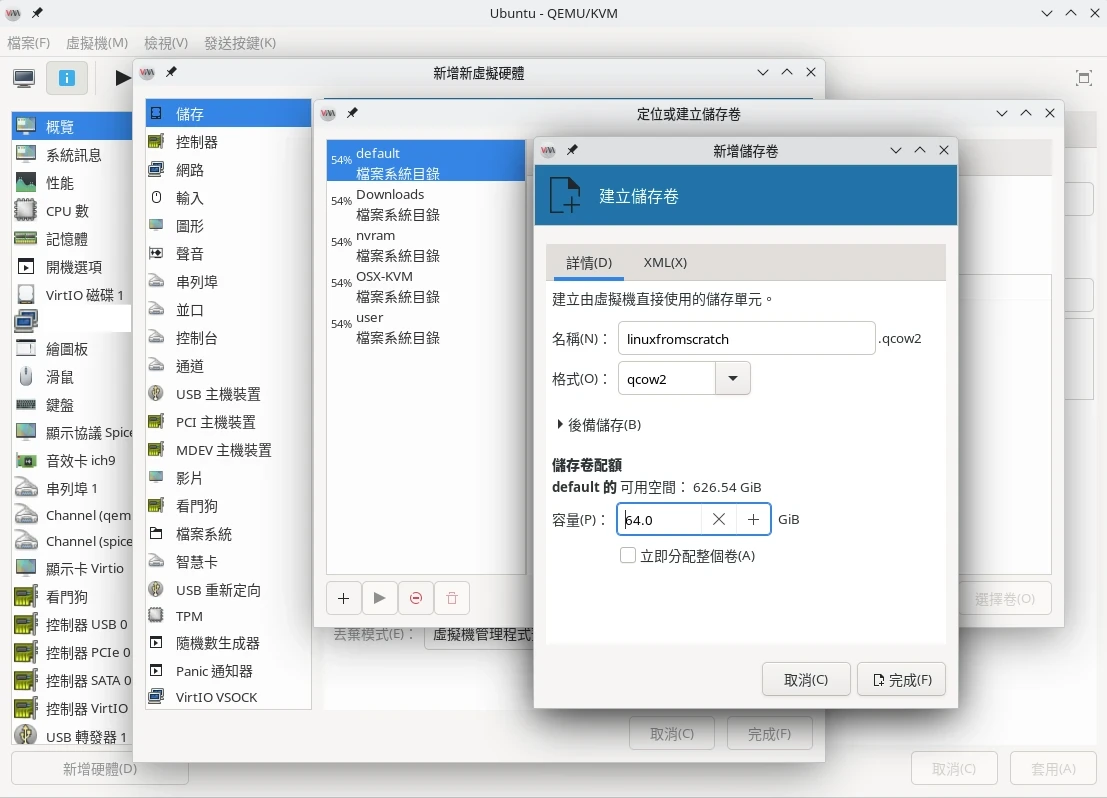 Ubuntu - QEMU/KVM
檔案(F) 虛擬機(M) 檢視(V) 發送按鍵(K)
概覽
系統訊息
性能
CPU 數
記憶體
開機選項
VirtIO 磁碟 1
繪圖板
滑鼠
鍵盤
顯示協議 Spice
音效卡 ich9
串列埠 1
Channel (qem
Channel (spice
顯示卡 Virtio
看門狗
控制器 USB 0
控制器 PCIe 0
控制器 SATA 0
控制器 VirtIO
USB 轉發器 1
新增硬體(D)
取消(C)
套用(A)
新增新虛擬硬體
儲存
控制器
網路
輸入
圖形
聲音
串列埠
並口
控制台
通道
USB 主機裝置
PCI 主機裝置
MDEV 主機裝置
影片
看門狗
檔案系統
智慧卡
USB 重新定向
TPM
隨機數生成器
Panic 通知器
VirtIO VSOCK
丟棄模式(E)：
虛擬機管理程式
取消(C)
完成(F)
定位或建立儲存卷
54% default
檔案系統目錄
54% Downloads
檔案系統目錄
54% nvram
檔案系統目錄
54% OSX-KVM
檔案系統目錄
54% user
檔案系統目錄
選擇卷(O)
新增儲存卷
建立儲存卷
詳情(D) XML(X)
建立由虛擬機直接使用的儲存單元。
名稱(N)： linuxfromscratch .qcow2
格式(O)： qcow2
後備儲存(B)
儲存卷配額
default 的 可用空間： 626.54 GiB
容量(P)： 64.0 GiB
立即分配整個卷(A)
取消(C)
完成(F)